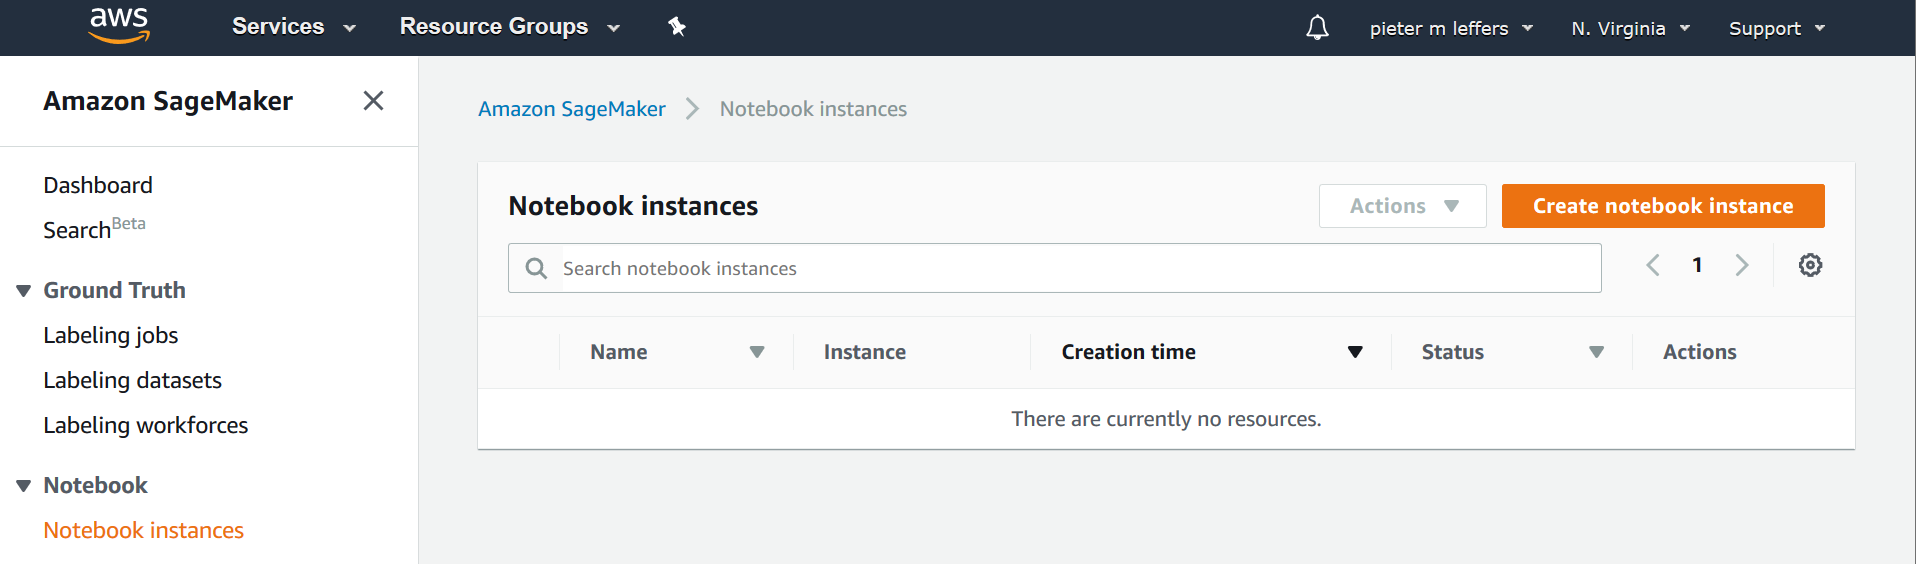 aws Services Resource Groups pieter m leffers N. Virginia Support
Amazon SageMaker
Dashboard
Search Beta
Ground Truth
Labeling jobs
Labeling datasets
Labeling workforces
Notebook
Notebook instances
Amazon SageMaker Notebook instances
Notebook instances Actions Create notebook instance
Search notebook instances 1
Name Instance Creation time Status Actions
There are currently no resources.